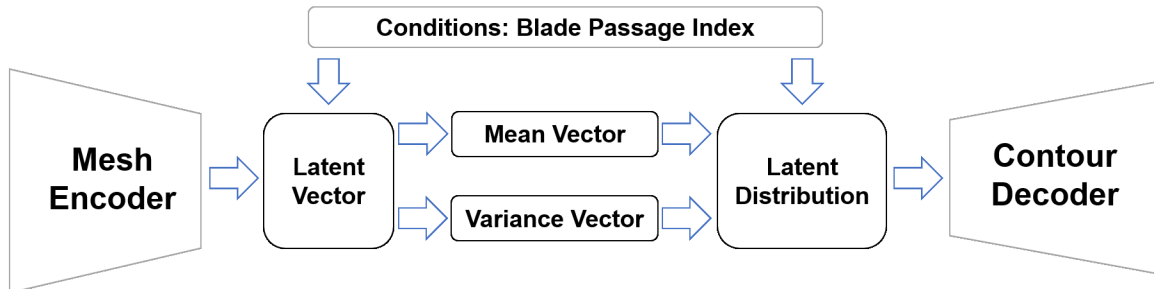 Conditions: Blade Passage Index
Mesh
Encoder
Latent
Vector
Mean Vector
Variance Vector
Latent
Distribution
Contour
Decoder